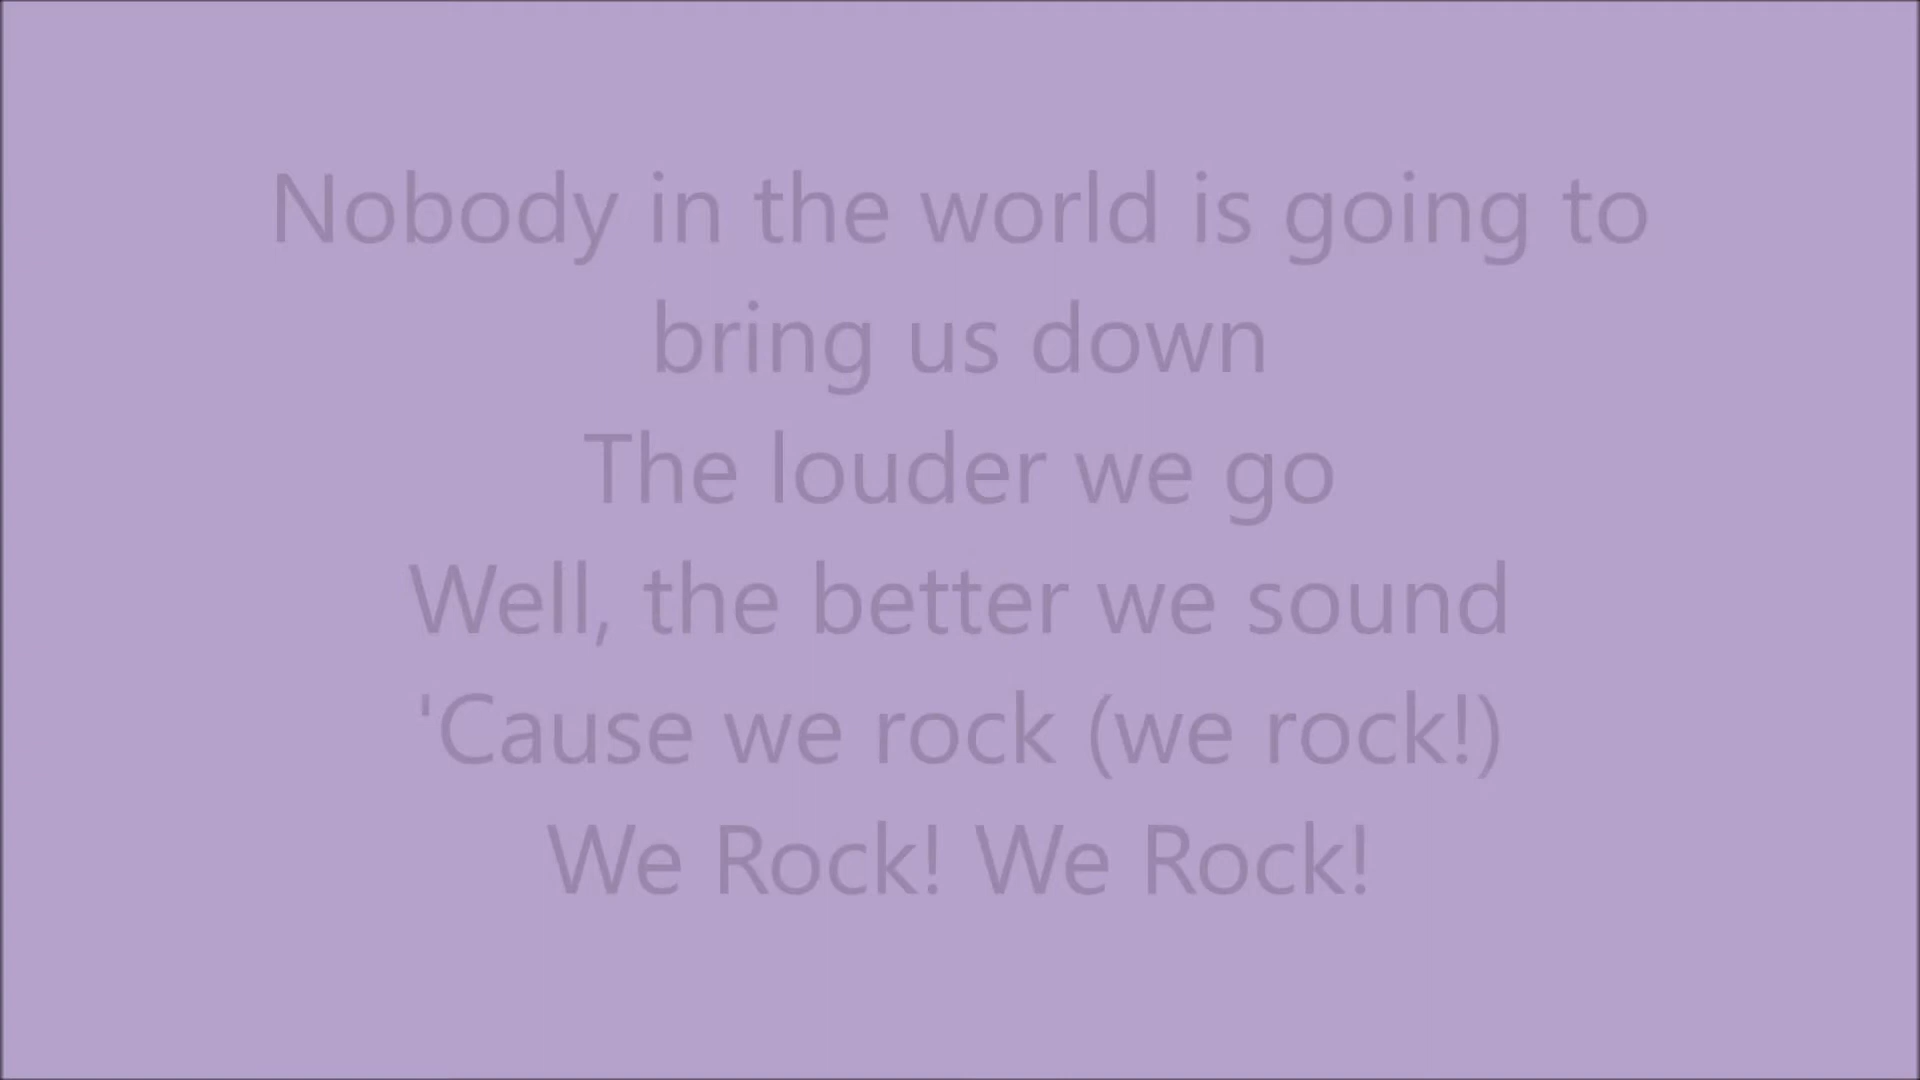 Nobody in the world is going to
bring us down
The louder we go
Well, the better we sound
'Cause we rock (we rock!)
We Rock! We Rock!